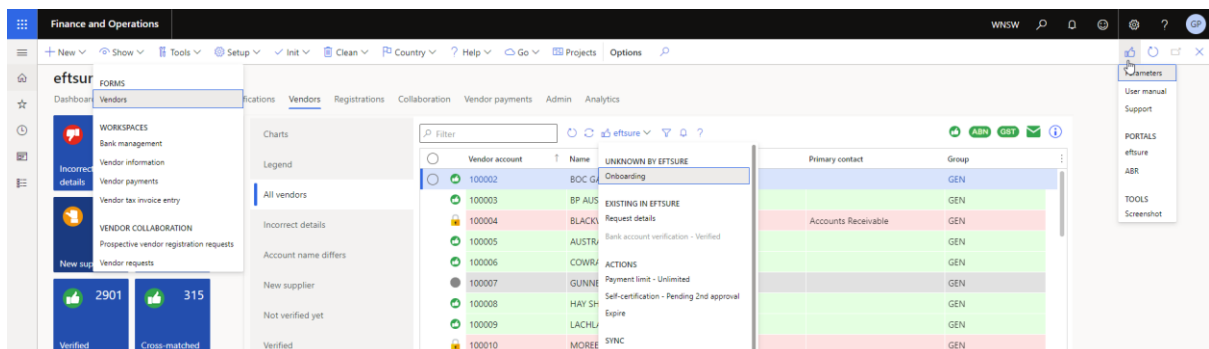 Finance and Operations
WNSW
GP
New
Show
Tools
Setup
Init
Clean
Country
Help
Go
Projects
Options
eftsur
Dashboar
fications
Vendors
Registrations
Collaboration
Vendor payments
Admin
Analytics
FORMS
Vendors
WORKSPACES
Bank management
Vendor information
Vendor payments
Vendor tax invoice entry
VENDOR COLLABORATION
Prospective vendor registration requests
Vendor requests
Incorrect
details
New sup
2901
315
Verified
Cross-matched
Charts
Legend
All vendors
Incorrect details
Account name differs
New supplier
Not verified yet
Verified
Filter
eftsure
ABN
GST
Vendor account
Name
Primary contact
Group
100002 BOC GA GEN
100003 BP AUS GEN
100004 BLACKV Accounts Receivable GEN
100005 AUSTRA GEN
100006 COWRA GEN
100007 GUNNE GEN
100008 HAY SH GEN
100009 LACHLA GEN
100010 MOREE GEN
UNKNOWN BY EFTSURE
Onboarding
EXISTING IN EFTSURE
Request details
Bank account verification - Verified
ACTIONS
Payment limit - Unlimited
Self-certification - Pending 2nd approval
Expire
SYNC
Parameters
User manual
Support
PORTALS
eftsure
ABR
TOOLS
Screenshot